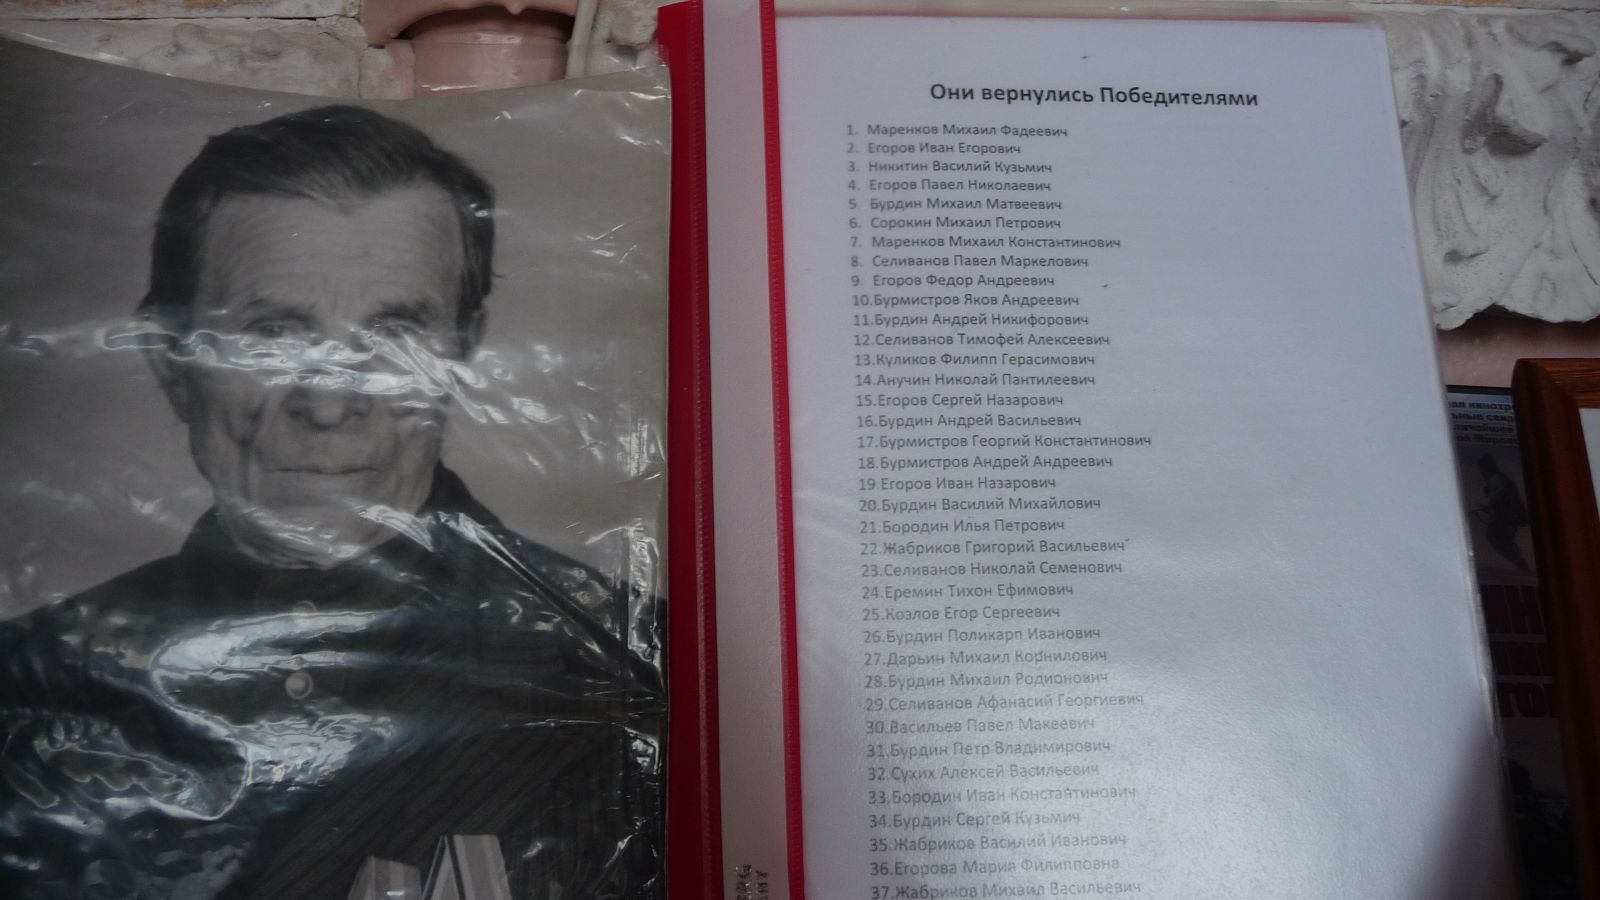 Они вернулись Победителями
1. Маренков Михаил Фадеевич
2. Егоров Иван Егорович
3. Никитин Василий Кузьмич
4. Егоров Павел Николаевич
5. Бурдин Михаил Матвеевич
6. Сорокин Михаил Петрович
7. Маренков Михаил Константинович
8. Селиванов Павел Маркелович
9. Егоров Федор Андреевич
10.Бурмистров Яков Андреевич
11.Бурдин Андрей Никифорович
12.Селиванов Тимофей Алексеевич
13.Куликов Филипп Герасимович
14.Анучин Николай Пантилеевич
15.Егоров Сергей Назарович
16.Бурдин Андрей Васильевич
17.Бурмистров Георгий Константинович
18.Бурмистров Андрей Андреевич
19.Егоров Иван Назарович
20.Бурдин Василий Михайлович
21.Бородин Илья Петрович
22.Жабриков Григорий Васильевич
23.Селиванов Николай Семенович
24.Еремин Тихон Ефимович
25.Козлов Егор Сергеевич
26.Бурдин Поликарп Иванович
27.Дарьин Михаил Корнилович
28.Бурдин Михаил Родионович
29.Селиванов Афанасий Георгиевич
30.Васильев Павел Макеевич
31.Бурдин Петр Владимирович
32.Сухих Алексей Васильевич
33.Бородин Иван Константинович
34.Бурдин Сергей Кузьмич
35.Жабриков Василий Иванович
36.Егорова Мария Филипповна
37.Жабриков Михаил Васильевич